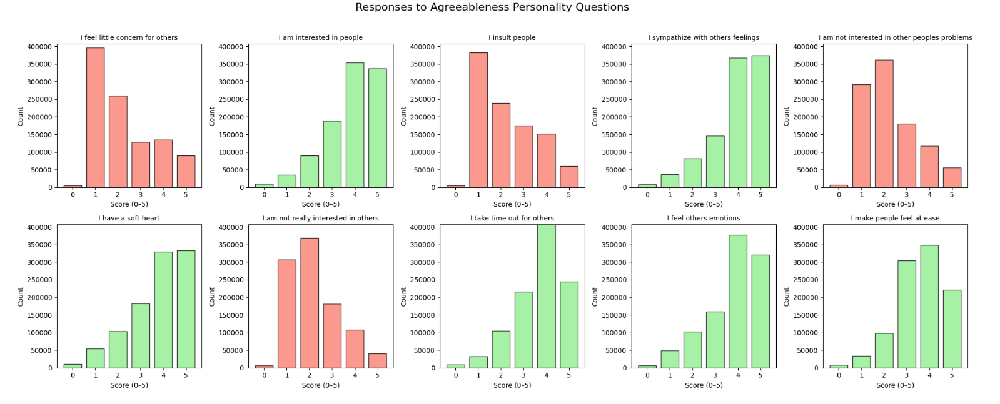 Responses to Agreeableness Personality Questions
I feel little concern for others
400000
350000
300000
250000
200000
150000
100000
50000
0
Count
0 1 2 3 4 5
Score (0–5)
I am interested in people
400000
350000
300000
250000
200000
150000
100000
50000
0
Count
0 1 2 3 4 5
Score (0–5)
I insult people
400000
350000
300000
250000
200000
150000
100000
50000
0
Count
0 1 2 3 4 5
Score (0–5)
I sympathize with others feelings
400000
350000
300000
250000
200000
150000
100000
50000
0
Count
0 1 2 3 4 5
Score (0–5)
I am not interested in other peoples problems
400000
350000
300000
250000
200000
150000
100000
50000
0
Count
0 1 2 3 4 5
Score (0–5)
I have a soft heart
400000
350000
300000
250000
200000
150000
100000
50000
0
Count
0 1 2 3 4 5
Score (0–5)
I am not really interested in others
400000
350000
300000
250000
200000
150000
100000
50000
0
Count
0 1 2 3 4 5
Score (0–5)
I take time out for others
400000
350000
300000
250000
200000
150000
100000
50000
0
Count
0 1 2 3 4 5
Score (0–5)
I feel others emotions
400000
350000
300000
250000
200000
150000
100000
50000
0
Count
0 1 2 3 4 5
Score (0–5)
I make people feel at ease
400000
350000
300000
250000
200000
150000
100000
50000
0
Count
0 1 2 3 4 5
Score (0–5)